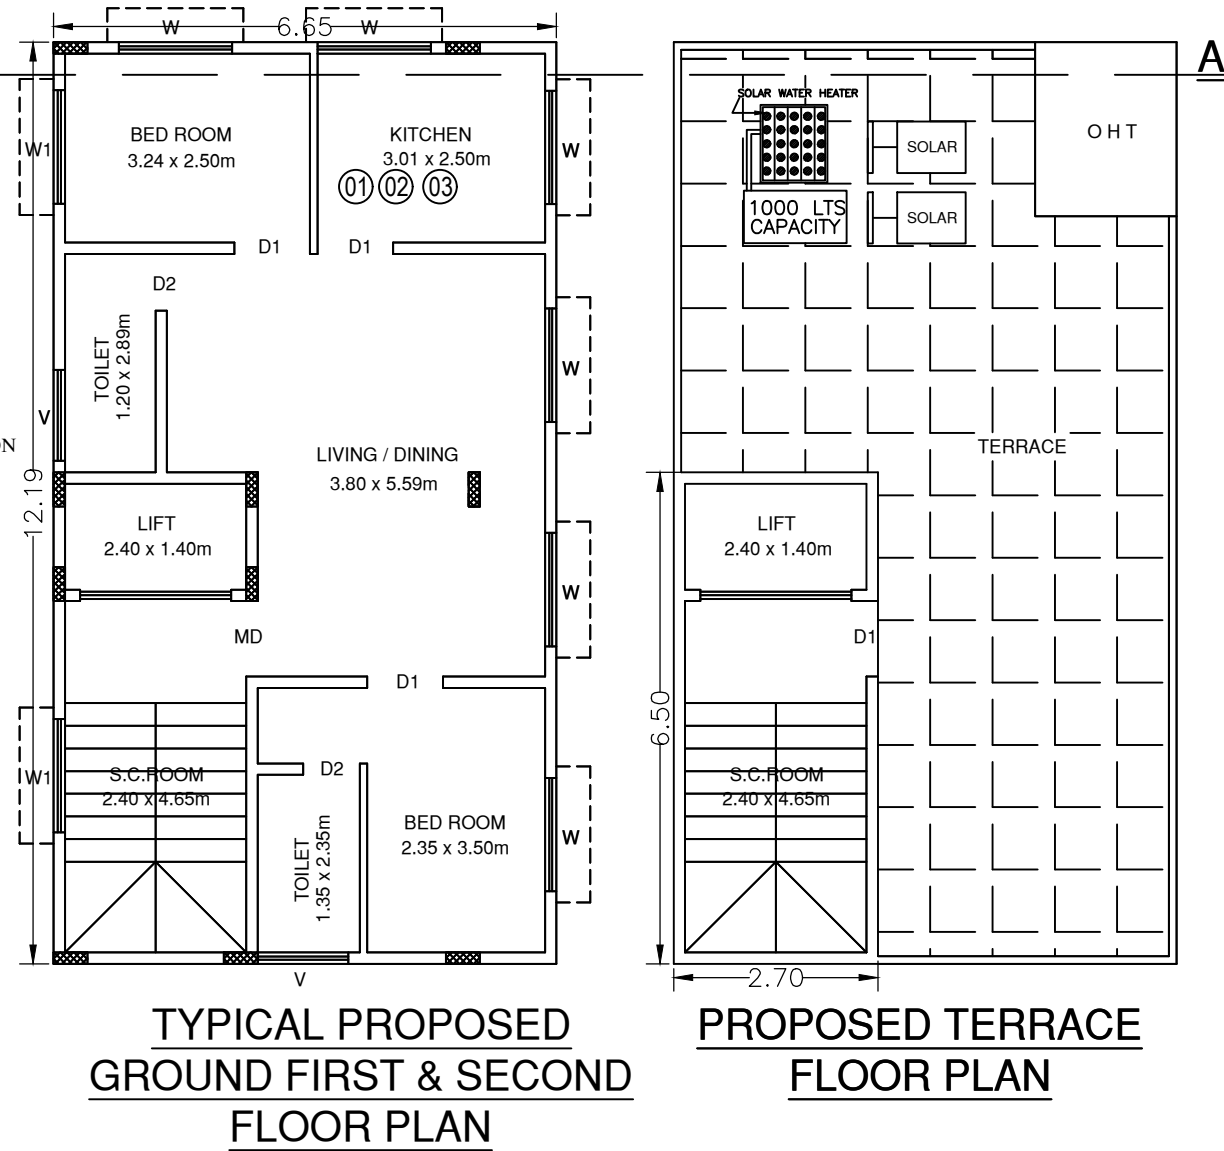 6.65
W
W
A
W1
BED ROOM
3.24 x 2.50m
KITCHEN
3.01 x 2.50m
01 02 03
W
D1
D1
D2
TOILET
1.20 x 2.89m
W
V
ON
12.19
LIVING / DINING
3.80 x 5.59m
LIFT
2.40 x 1.40m
W
MD
D1
W1
S.C.ROOM
2.40 x 4.65m
D2
TOILET
1.35 x 2.35m
BED ROOM
2.35 x 3.50m
W
V
TYPICAL PROPOSED
GROUND FIRST & SECOND
FLOOR PLAN
SOLAR WATER HEATER
SOLAR
SOLAR
1000 LTS
CAPACITY
O H T
TERRACE
LIFT
2.40 x 1.40m
D1
6.50
S.C.ROOM
2.40 x 4.65m
2.70
PROPOSED TERRACE
FLOOR PLAN